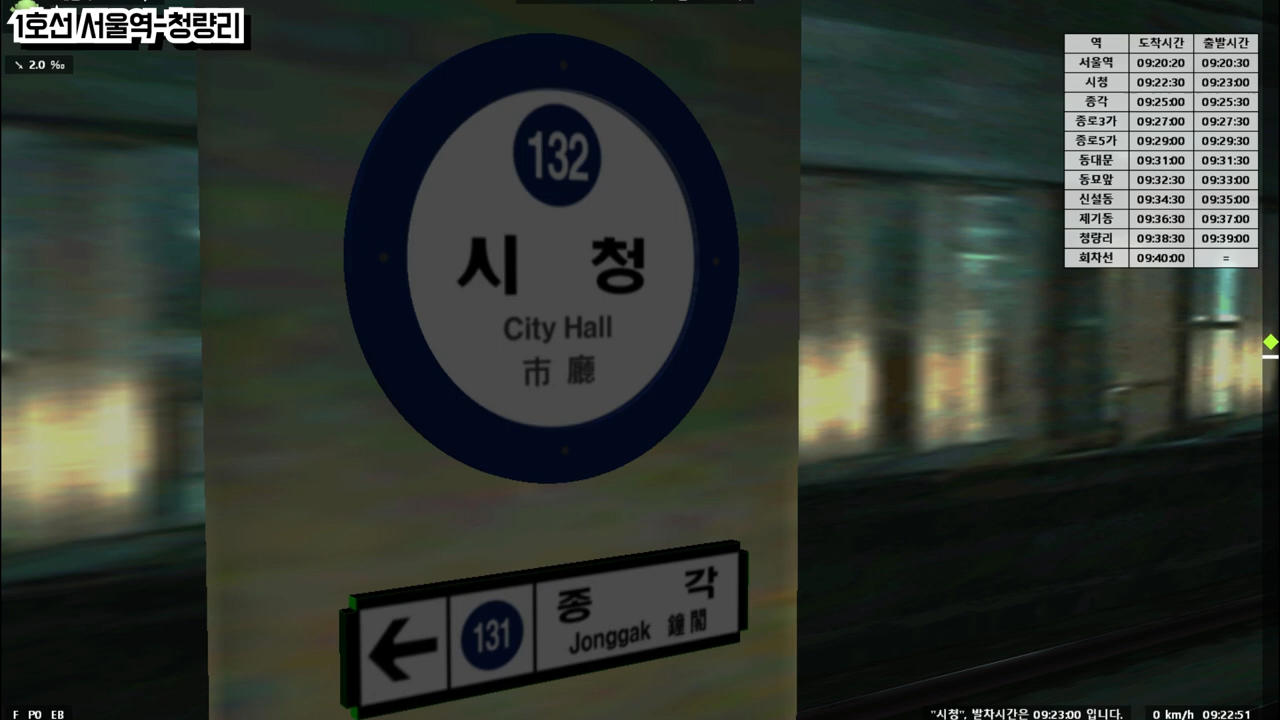 1호선 서울역-청량리
↘ 2.0 ‰
역 도착시간 출발시간
서울역 09:20:20 09:20:30
시청 09:22:30 09:23:00
종각 09:25:00 09:25:30
종로3가 09:27:00 09:27:30
종로5가 09:29:00 09:29:30
동대문 09:31:00 09:31:30
동묘앞 09:32:30 09:33:00
신설동 09:34:30 09:35:00
제기동 09:36:30 09:37:00
청량리 09:38:30 09:39:00
회차선 09:40:00 =
132
시 청
City Hall
市 廳
131 종 각
Jonggak 鐘閣
F P0 EB
"시청", 발차시간은 09:23:00 입니다. 0 km/h 09:22:51